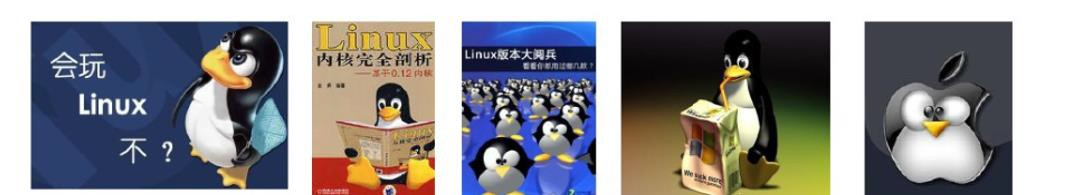 会玩
Linux
不？
Linux
内核完全剖析
——基于0.12内核
Linux版本大阅兵
看看你都用过哪几款？
We suck more